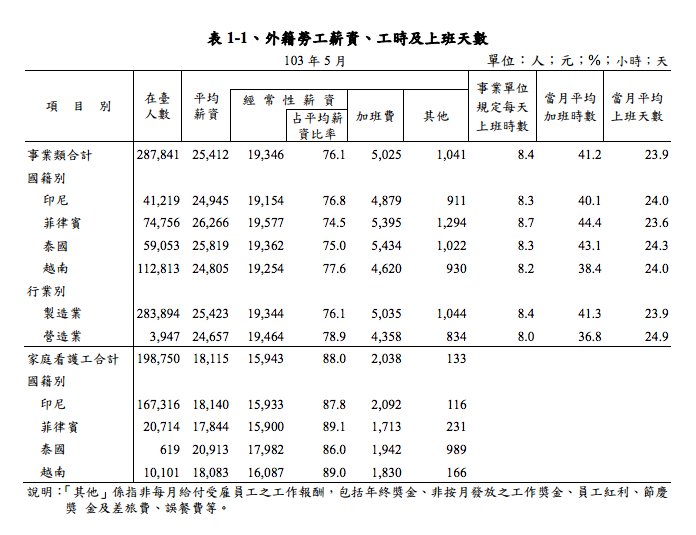 表 1-1、外籍勞工薪資、工時及上班天數
103 年 5 月 單位：人；元；%；小時；天
項 目 別 在臺人數 平均薪資 經 常 性 薪 資 占平均薪資比率 加班費 其他 事業單位規定每天上班時數 當月平均加班時數 當月平均上班天數
事業類合計 287,841 25,412 19,346 76.1 5,025 1,041 8.4 41.2 23.9
國籍別
印尼 41,219 24,945 19,154 76.8 4,879 911 8.3 40.1 24.0
菲律賓 74,756 26,266 19,577 74.5 5,395 1,294 8.7 44.4 23.6
泰國 59,053 25,819 19,362 75.0 5,434 1,022 8.3 43.1 24.3
越南 112,813 24,805 19,254 77.6 4,620 930 8.2 38.4 24.0
行業別
製造業 283,894 25,423 19,344 76.1 5,035 1,044 8.4 41.3 23.9
營造業 3,947 24,657 19,464 78.9 4,358 834 8.0 36.8 24.9
家庭看護工合計 198,750 18,115 15,943 88.0 2,038 133
國籍別
印尼 167,316 18,140 15,933 87.8 2,092 116
菲律賓 20,714 17,844 15,900 89.1 1,713 231
泰國 619 20,913 17,982 86.0 1,942 989
越南 10,101 18,083 16,087 89.0 1,830 166
說明：「其他」係指非每月給付受雇員工之工作報酬，包括年終獎金、非按月發放之工作獎金、員工紅利、節慶
獎 金及差旅費、誤餐費等。